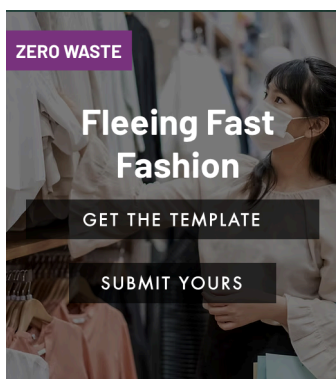 ZERO WASTE
Fleeing Fast
Fashion
GET THE TEMPLATE
SUBMIT YOURS